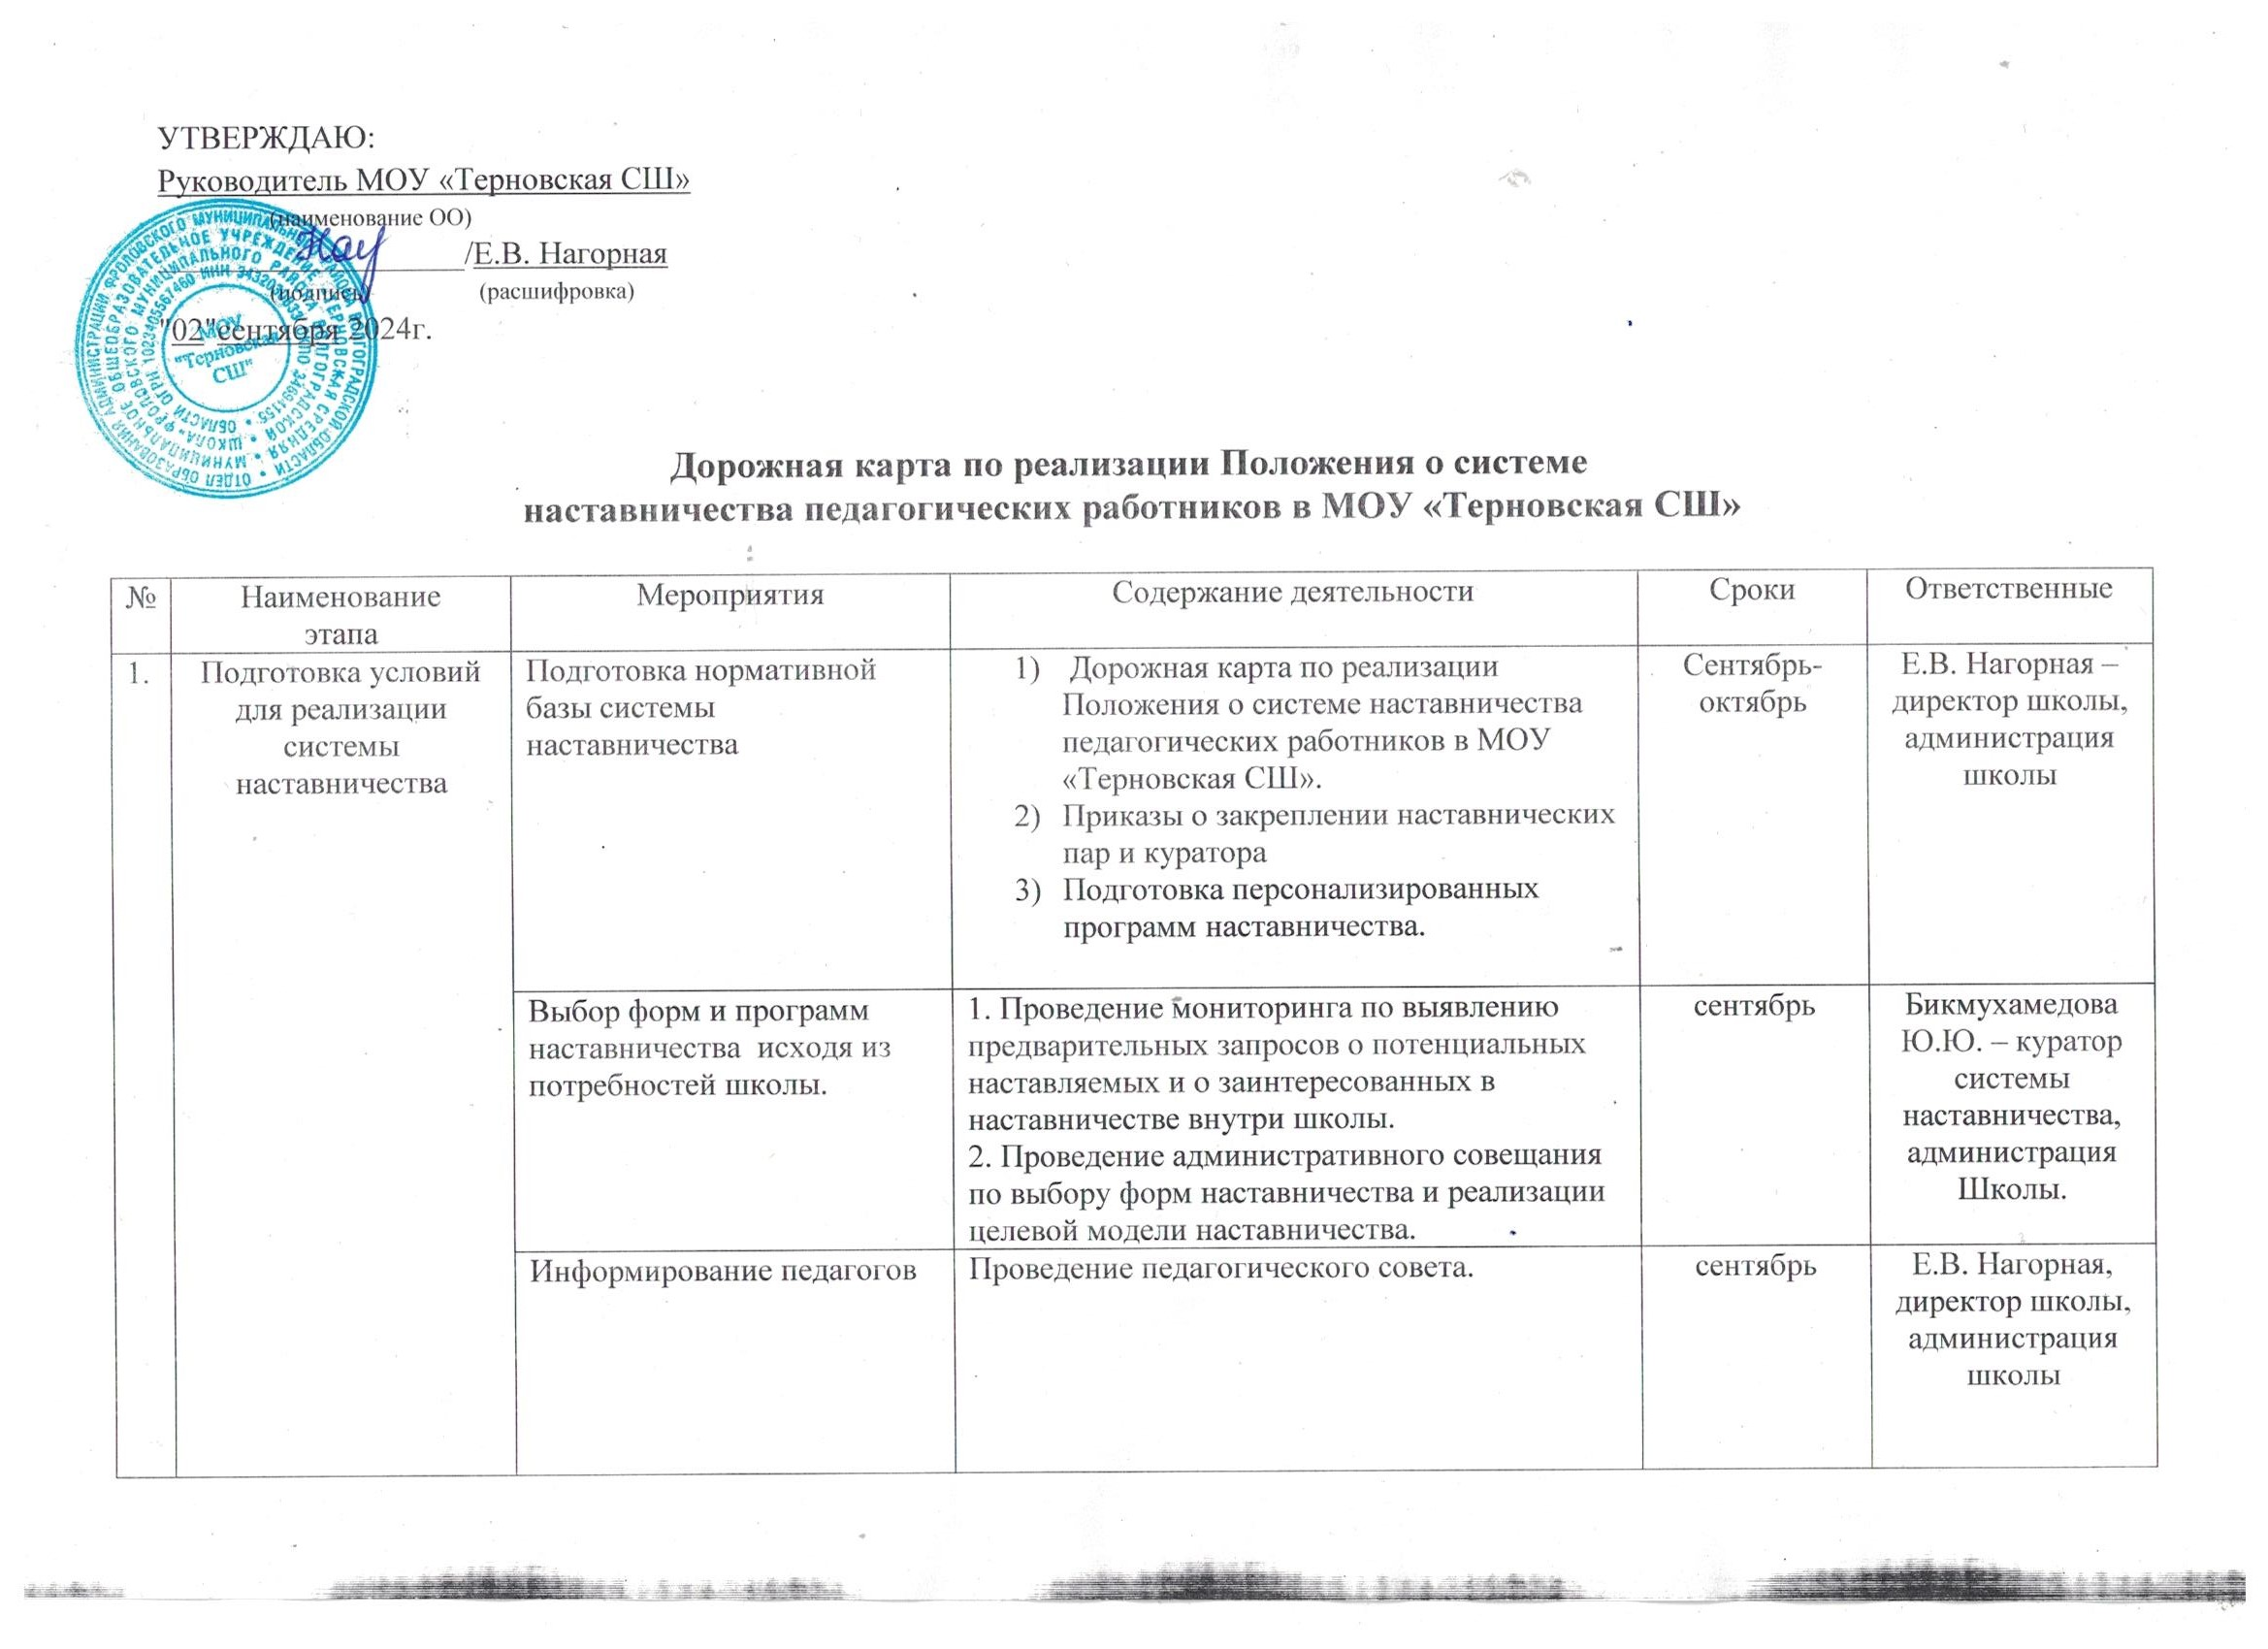 УТВЕРЖДАЮ:
Руководитель МОУ «Терновская СШ»
(наименование ОО)
/Е.В. Нагорная
(подпись) (расшифровка)
"02"сентября 2024г.
МОУ
"Терновская
СШ"
Дорожная карта по реализации Положения о системе
наставничества педагогических работников в МОУ «Терновская СШ»
№ Наименование этапа Мероприятия Содержание деятельности Сроки Ответственные
1.
Подготовка условий
для реализации
системы
наставничества
Подготовка нормативной
базы системы
наставничества
1) Дорожная карта по реализации
Положения о системе наставничества
педагогических работников в МОУ
«Терновская СШ».
2) Приказы о закреплении наставнических
пар и куратора
3) Подготовка персонализированных
программ наставничества.
Сентябрь-
октябрь
Е.В. Нагорная –
директор школы,
администрация
школы
Выбор форм и программ
наставничества исходя из
потребностей школы.
1. Проведение мониторинга по выявлению
предварительных запросов о потенциальных
наставляемых и о заинтересованных в
наставничестве внутри школы.
2. Проведение административного совещания
по выбору форм наставничества и реализации
целевой модели наставничества.
сентябрь
Бикмухамедова
Ю.Ю. – куратор
системы
наставничества,
администрация
Школы.
Информирование педагогов
Проведение педагогического совета.
сентябрь
Е.В. Нагорная,
директор школы,
администрация
школы